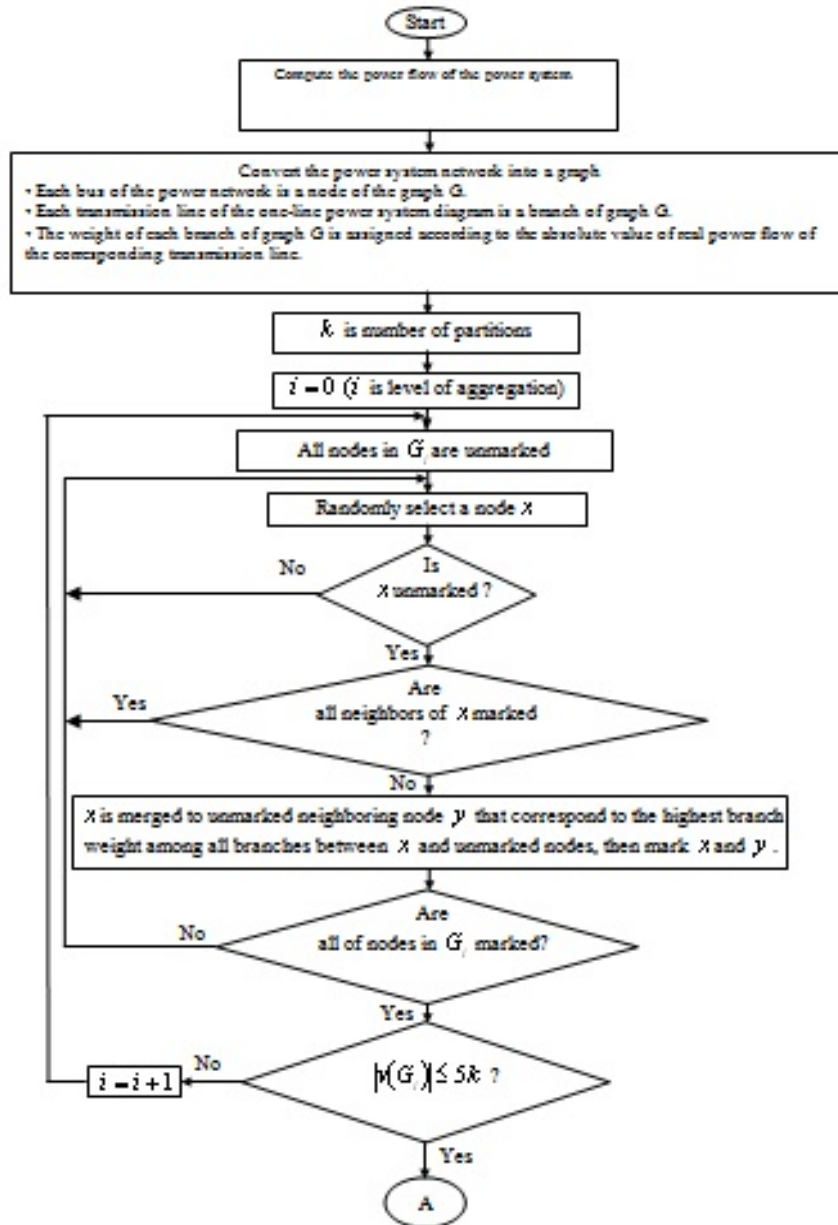 Start
Compute the power flow of the power system
Convert the power system network into a graph
• Each bus of the power network is a node of the graph G.
• Each transmission line of the one-line power system diagram is a branch of graph G.
• The weight of each branch of graph G is assigned according to the absolute value of real power flow of
the corresponding transmission line.
k is number of partitions
i = 0 (i is level of aggregation)
All nodes in G_i are unmarked
Randomly select a node x
Is
x unmarked ?
No
Yes
Are
all neighbors of x marked
?
Yes
No
x is merged to unmarked neighboring node y that correspond to the highest branch
weight among all branches between x and unmarked nodes, then mark x and y .
Are
all of nodes in G_i marked?
No
Yes
|v(G_i)| ≤ 5k ?
No
i = i + 1
Yes
A